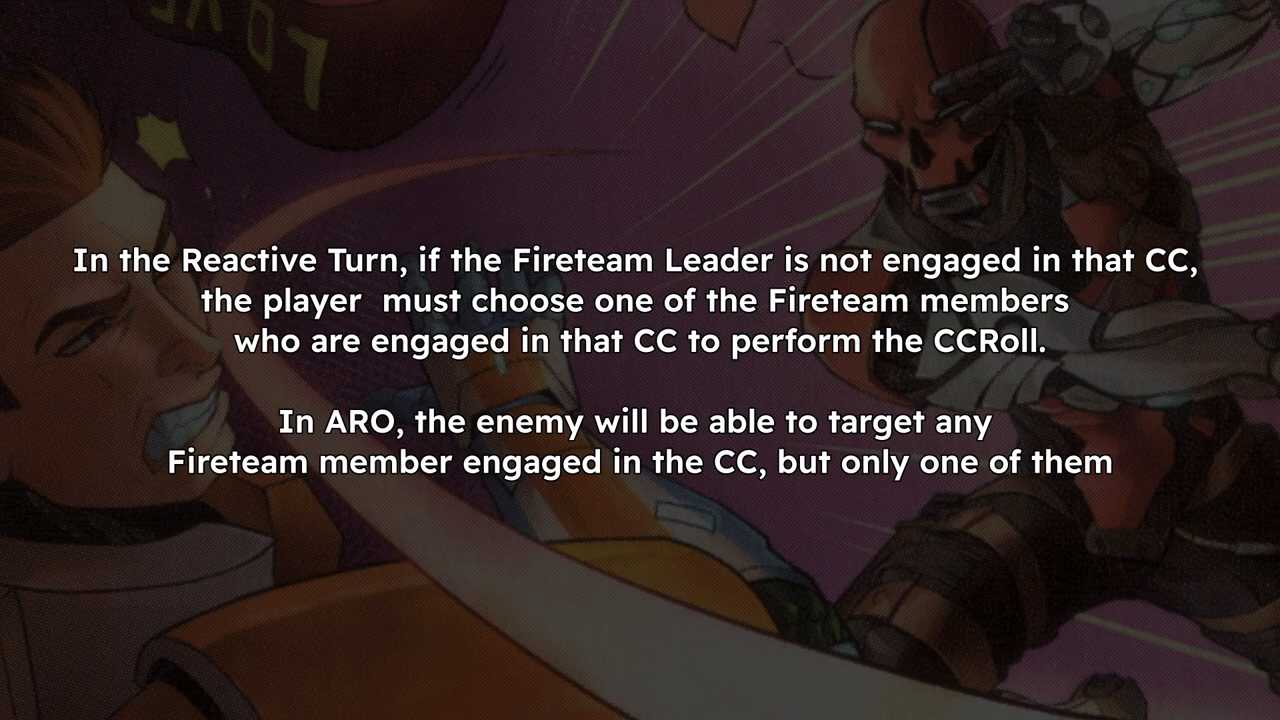 In the Reactive Turn, if the Fireteam Leader is not engaged in that CC,
the player  must choose one of the Fireteam members
who are engaged in that CC to perform the CCRoll.
In ARO, the enemy will be able to target any
Fireteam member engaged in the CC, but only one of them